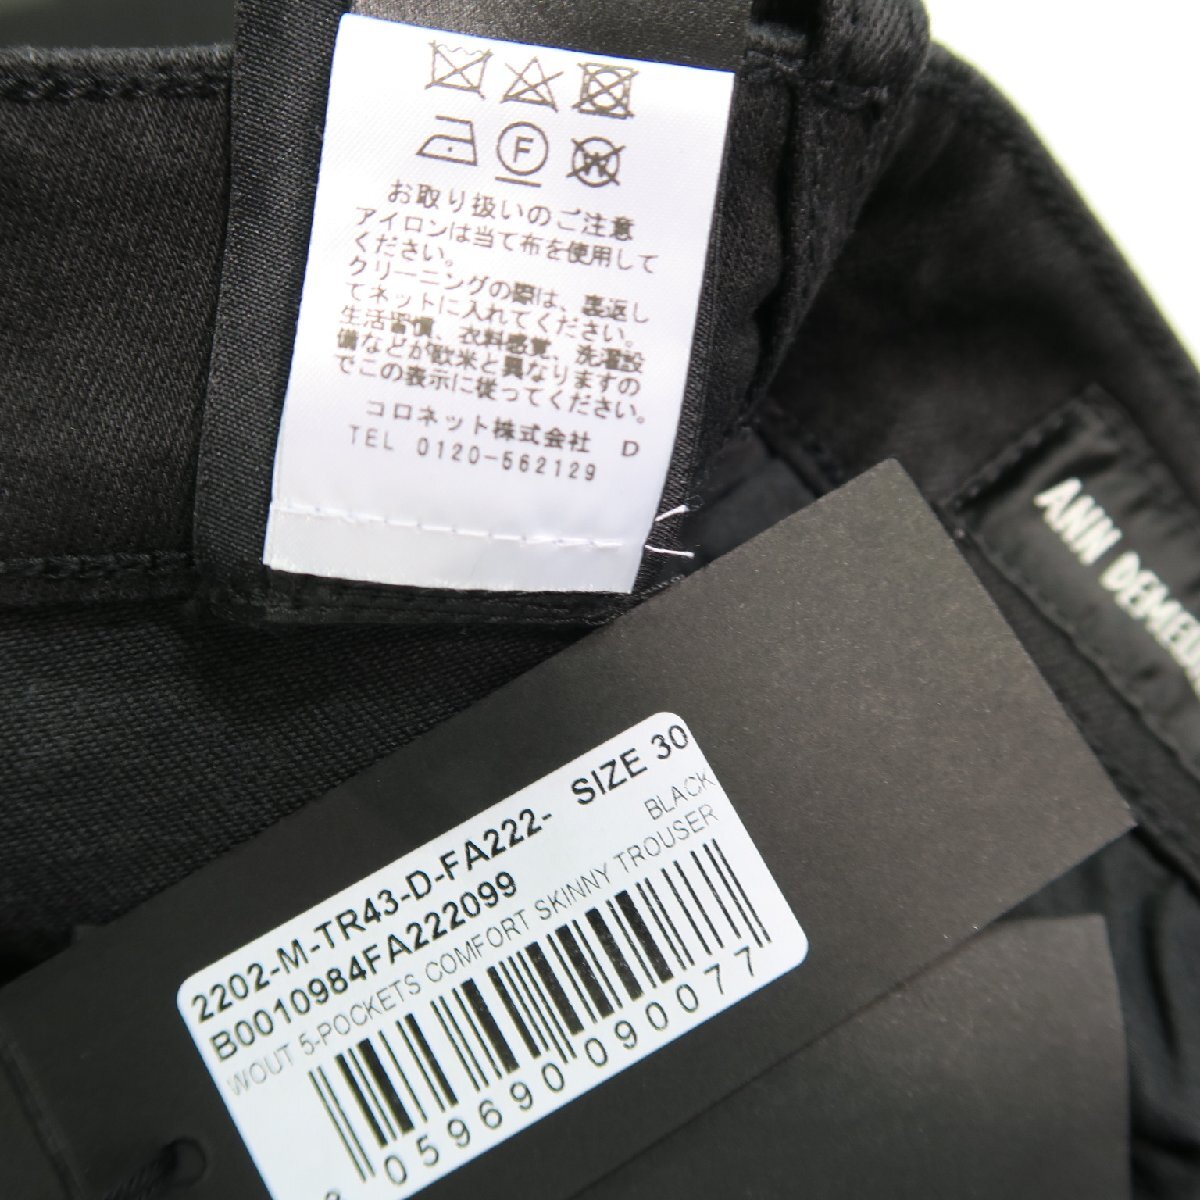 F
W
お取り扱いのご注意
アイロンは当て布を使用して
ください。
クリーニングの際は、裏返し
てネットに入れてください。
生活習慣、衣料感覚、洗濯設
備などが欧米と異なりますの
でこの表示に従ってください。
コロネット株式会社 D
TEL 0120-562129
ANN
2202-M-TR43-D-FA222- SIZE 30
B0010984FA222099 BLACK
WOUT 5-POCKETS COMFORT SKINNY TROUSER
059690090077